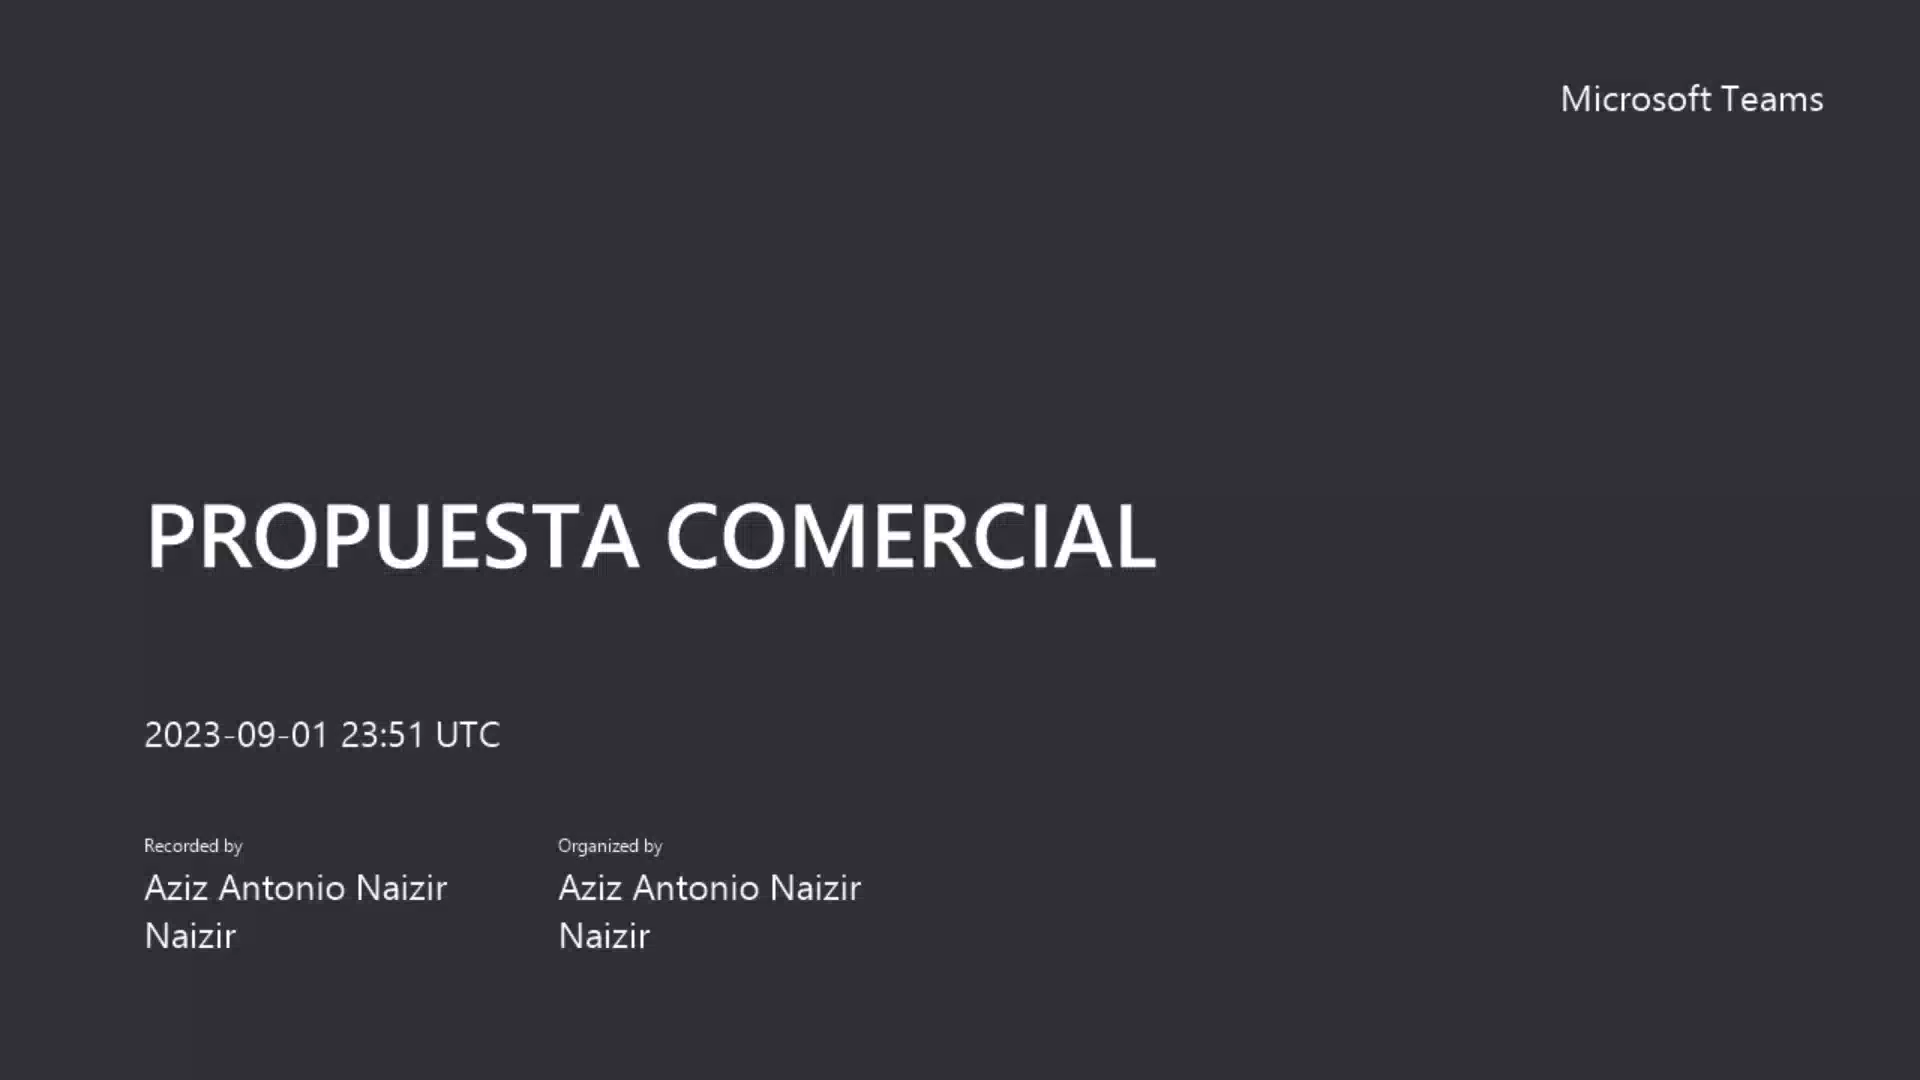 Microsoft Teams
PROPUESTA COMERCIAL
2023-09-01 23:51 UTC
Recorded by
Aziz Antonio Naizir
Naizir
Organized by
Aziz Antonio Naizir
Naizir